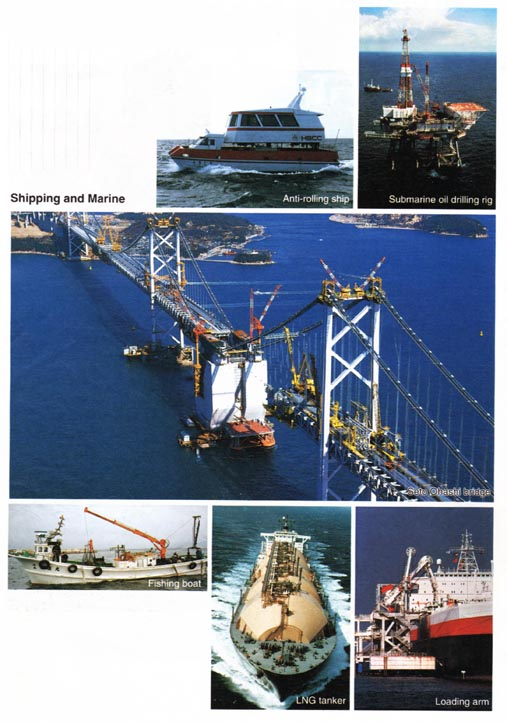 HSCC
Anti-rolling ship
Submarine oil drilling rig
Shipping and Marine
Seto Ohashi bridge
Fishing boat
LNG tanker
Loading arm